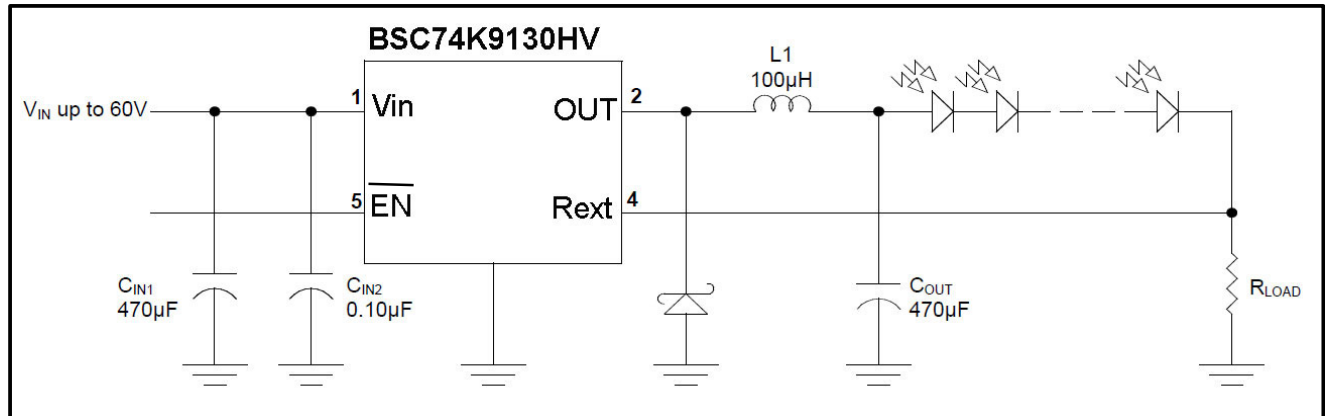 BSC74K9130HV
L1
100µH
VIN up to 60V
1
Vin
OUT
2
5
EN
Rext
4
CIN1
470µF
CIN2
0.10µF
COUT
470µF
RLOAD